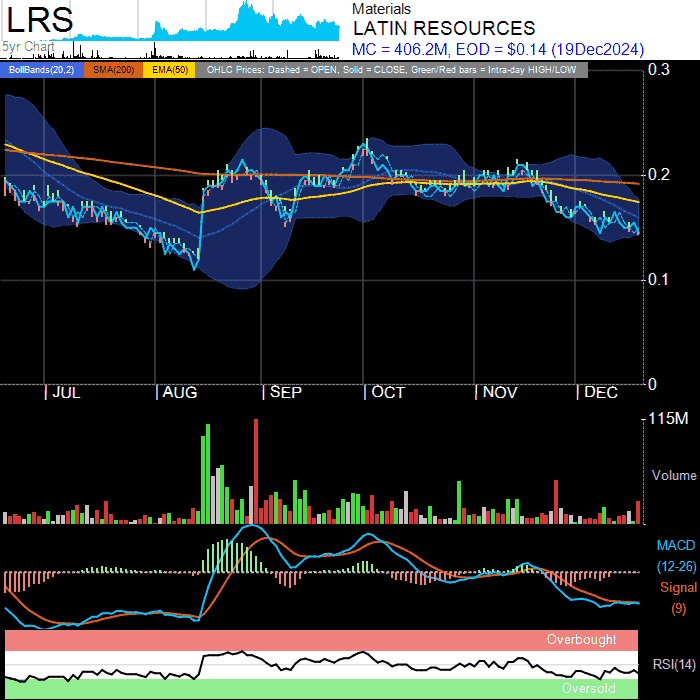 LRS
5yr Chart
Materials
LATIN RESOURCES
MC = 406.2M, EOD = $0.14 (19Dec2024)
BollBands(20,2) SMA(200) EMA(50) OHLC Prices: Dashed = OPEN, Solid = CLOSE, Green/Red bars = Intra-day HIGH/LOW
0.3
0.2
0.1
0
JUL AUG SEP OCT NOV DEC
115M
Volume
MACD
(12-26)
Signal
(9)
Overbought
RSI(14)
Oversold